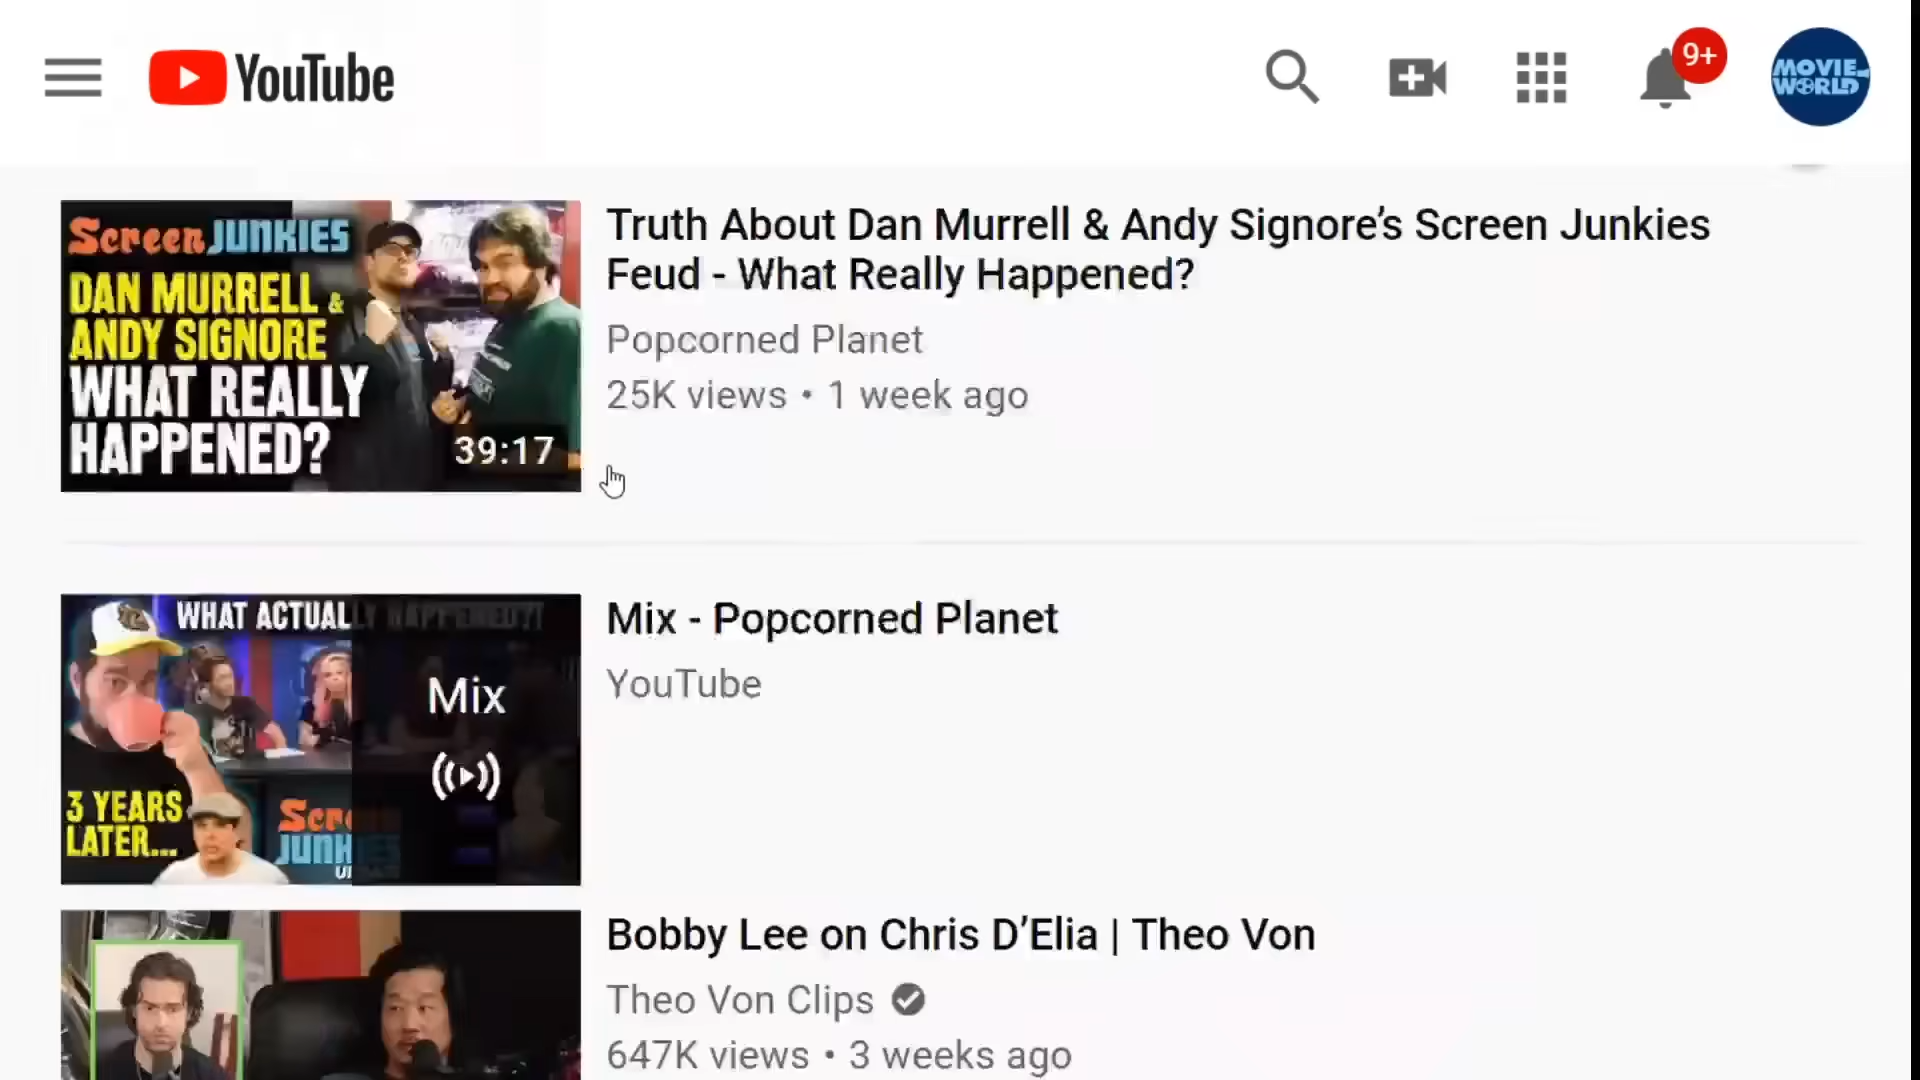 YouTube
9+
MOVIE
WORLD
Screen JUNKIES
DAN MURRELL &
ANDY SIGNORE
WHAT REALLY
HAPPENED?
39:17
Truth About Dan Murrell & Andy Signore’s Screen Junkies
Feud - What Really Happened?
Popcorned Planet
25K views • 1 week ago
WHAT ACTUALLY HAPPENED?!
3 YEARS
LATER...
Mix
Mix - Popcorned Planet
YouTube
Bobby Lee on Chris D’Elia | Theo Von
Theo Von Clips
647K views • 3 weeks ago